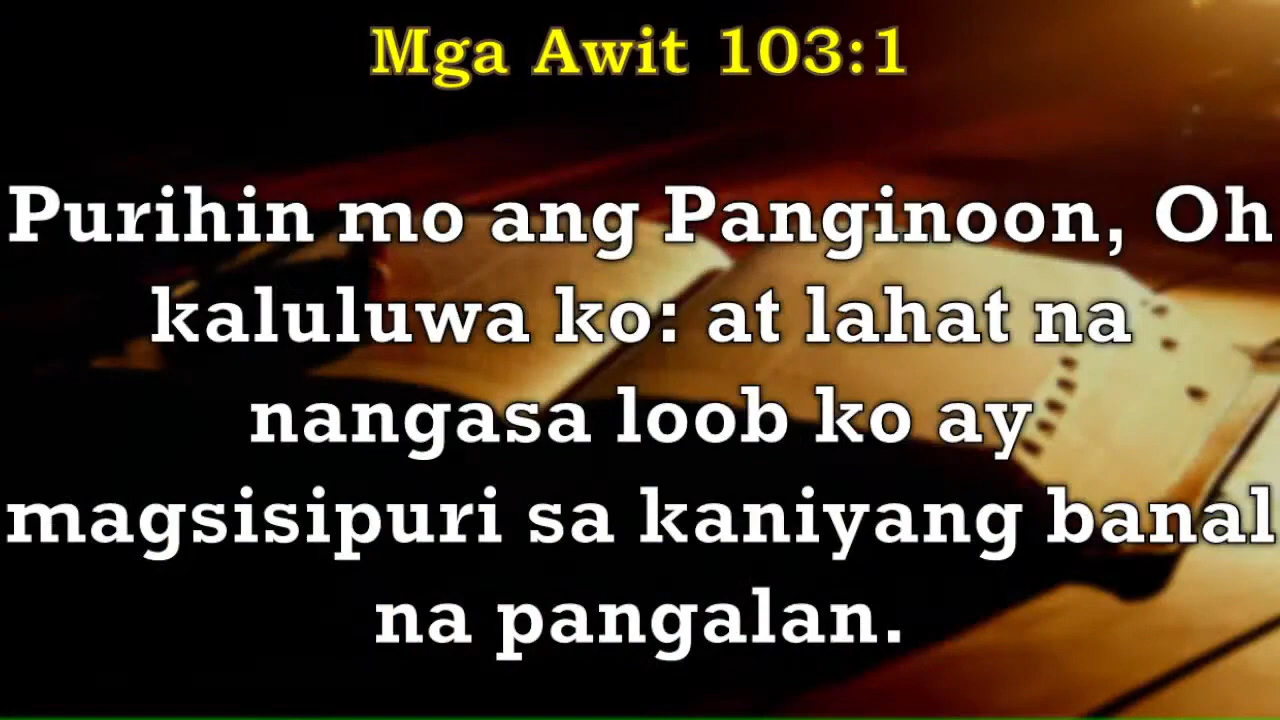 Mga Awit 103:1
Purihin mo ang Panginoon, Oh
kaluluwa ko: at lahat na
nangasa loob ko ay
magsisipuri sa kaniyang banal
na pangalan.